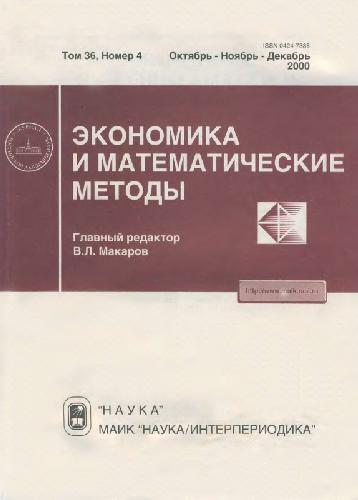 ISSN 0424-7388
Том 36, Номер 4
Октябрь - Ноябрь - Декабрь
2000
ЭКОНОМИКА
И МАТЕМАТИЧЕСКИЕ
МЕТОДЫ
Главный редактор
В.Л. Макаров
"НАУКА"
МАИК "НАУКА/ИНТЕРПЕРИОДИКА"